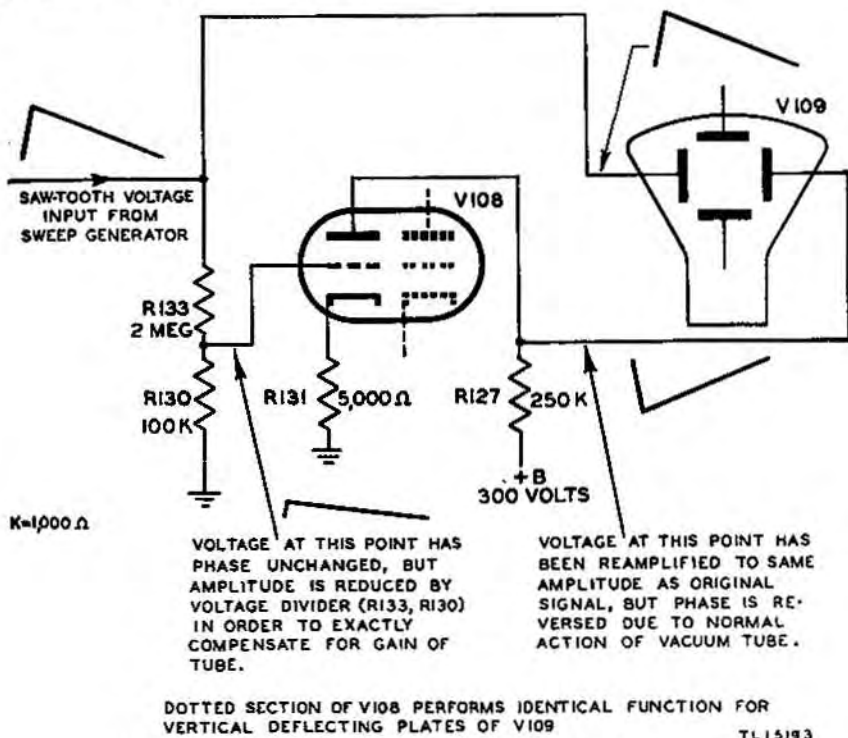 V109
SAW-TOOTH VOLTAGE
INPUT FROM
SWEEP GENERATOR
V108
R133
2 MEG
R130
100K
R131
5,000Ω
R127
250 K
+B
300 VOLTS
K=1,000 Ω
VOLTAGE AT THIS POINT HAS
PHASE UNCHANGED, BUT
AMPLITUDE IS REDUCED BY
VOLTAGE DIVIDER (R133, R130)
IN ORDER TO EXACTLY
COMPENSATE FOR GAIN OF
TUBE.
VOLTAGE AT THIS POINT HAS
BEEN REAMPLIFIED TO SAME
AMPLITUDE AS ORIGINAL
SIGNAL, BUT PHASE IS RE-
VERSED DUE TO NORMAL
ACTION OF VACUUM TUBE.
DOTTED SECTION OF V108 PERFORMS IDENTICAL FUNCTION FOR
VERTICAL DEFLECTING PLATES OF V109
TL15193